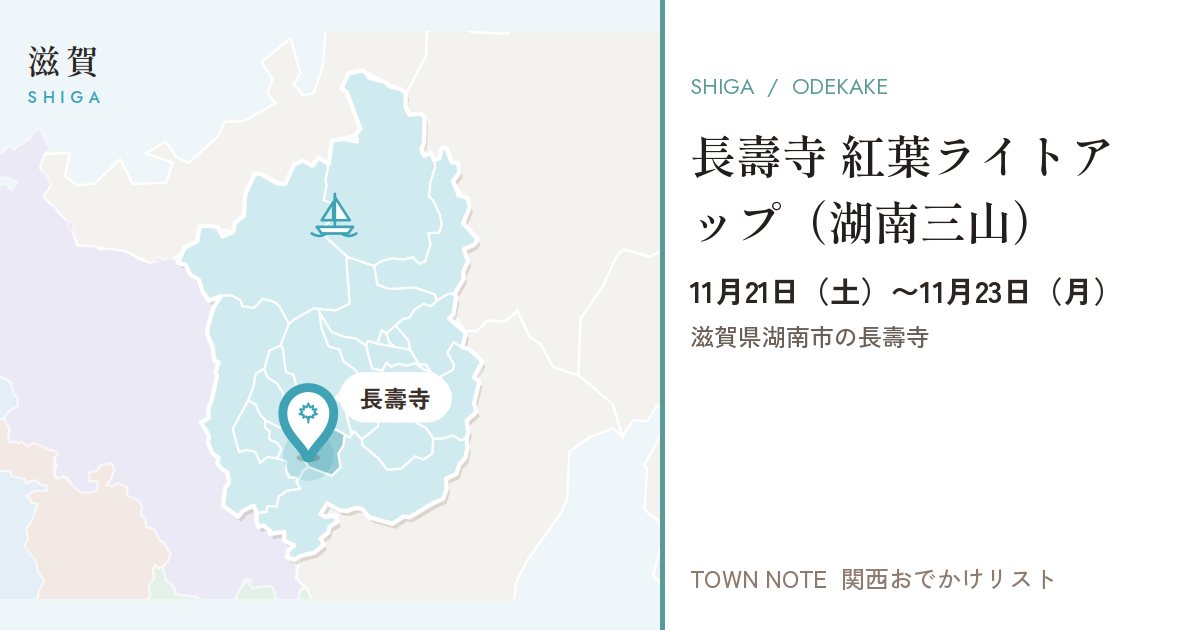 滋賀
SHIGA
長壽寺
SHIGA / ODEKAKE
長壽寺 紅葉ライトア
ップ（湖南三山）
11月21日（土）〜11月23日（月）
滋賀県湖南市の長壽寺
TOWN NOTE 関西おでかけリスト